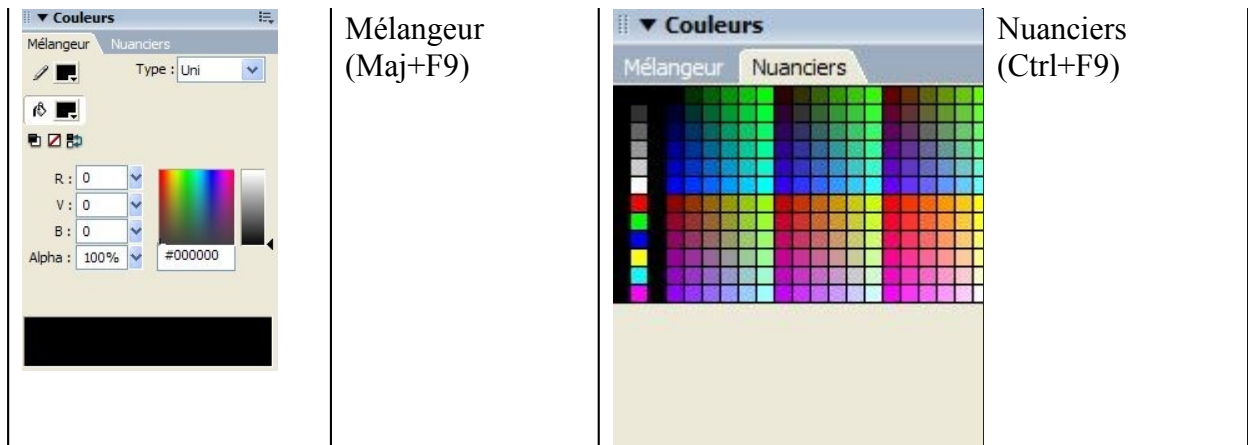 Couleurs
Mélangeur Nuanciers
Type : Uni
R : 0
V : 0
B : 0
Alpha : 100% #000000
Mélangeur
(Maj+F9)
Couleurs
Mélangeur Nuanciers
Nuanciers
(Ctrl+F9)